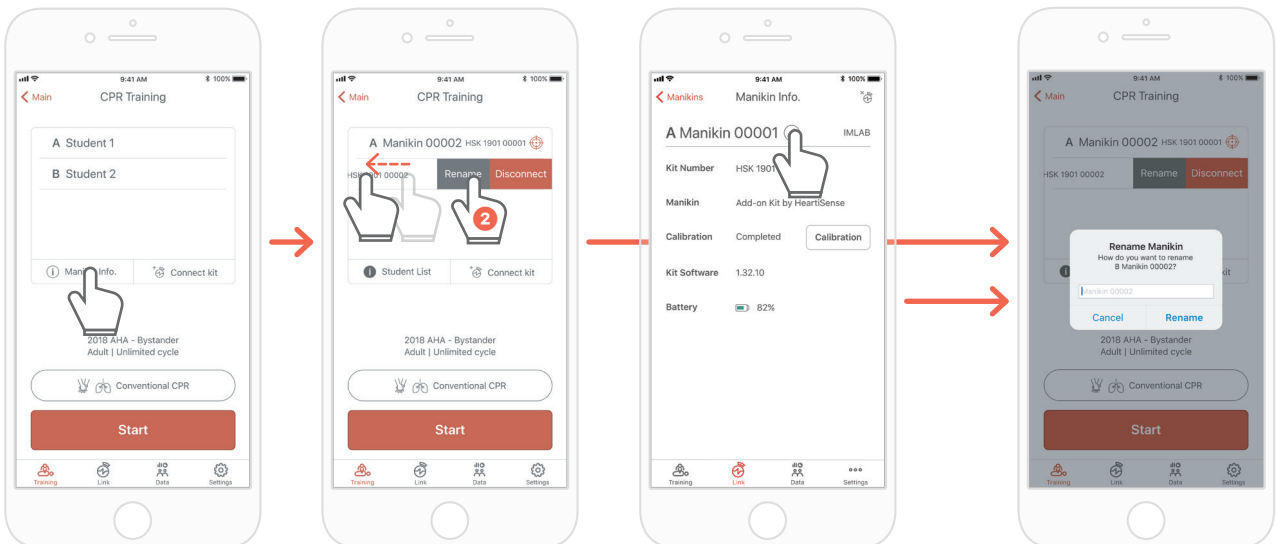 9:41 AM
100%
Main
CPR Training
A Student 1
B Student 2
Info.
Connect kit
2018 AHA - Bystander
Adult | Unlimited cycle
Conventional CPR
Start
Training
Link
Data
Settings
9:41 AM
100%
Main
CPR Training
A Manikin 00002 HSK 1901 00001
HSK 1901 00002
Rename
Disconnect
2
Student List
Connect kit
2018 AHA - Bystander
Adult | Unlimited cycle
Conventional CPR
Start
Training
Link
Data
Settings
9:41 AM
100%
Manikins
Manikin Info.
A Manikin 00001
IMLAB
Kit Number
HSK 1901
Manikin
Add-on Kit by HeartiSense
Calibration
Completed
Calibration
Kit Software
1.32.10
Battery
82%
Training
Link
Data
Settings
9:41 AM
100%
Main
CPR Training
A Manikin 00002 HSK 1901 00001
HSK 1901 00002
Rename
Disconnect
Rename Manikin
How do you want to rename
B Manikin 00002?
Manikin 00002
Cancel
Rename
kit
2018 AHA - Bystander
Adult | Unlimited cycle
Conventional CPR
Start
Training
Link
Data
Settings